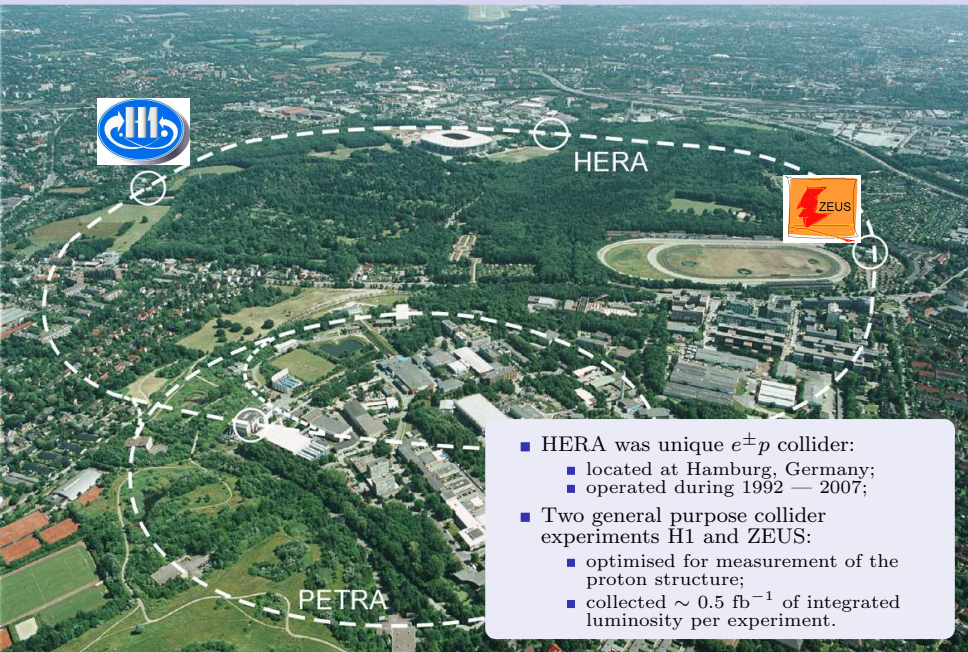 H1
HERA
ZEUS
■ HERA was unique e±p collider:
■ located at Hamburg, Germany;
■ operated during 1992 — 2007;
■ Two general purpose collider
experiments H1 and ZEUS:
■ optimised for measurement of the
proton structure;
■ collected ∼ 0.5 fb⁻¹ of integrated
luminosity per experiment.
PETRA